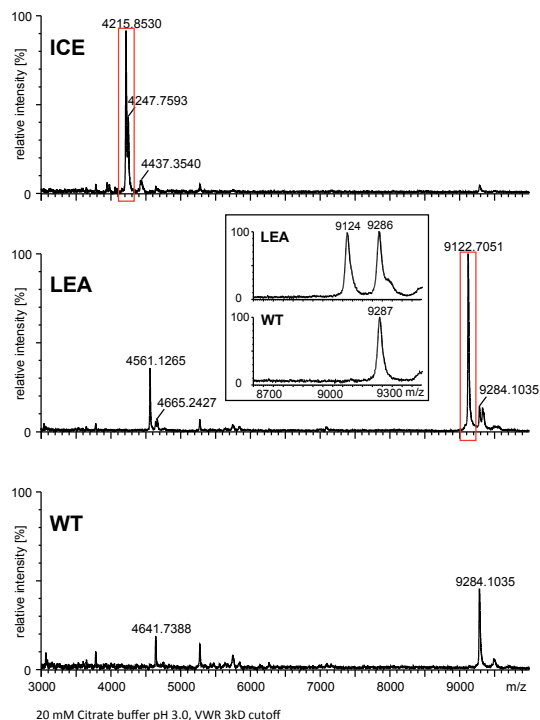 100
4215.8530
ICE
4247.7593
4437.3540
relative intensity [%]
0
100
LEA
9122.7051
4561.1265
4665.2427
9284.1035
relative intensity [%]
0
100
LEA
9124
9286
0
100
WT
9287
0
8700
9000
9300 m/z
100
WT
9284.1035
4641.7388
relative intensity [%]
0
3000
4000
5000
6000
7000
8000
9000
m/z
20 mM Citrate buffer pH 3.0, VWR 3kD cutoff